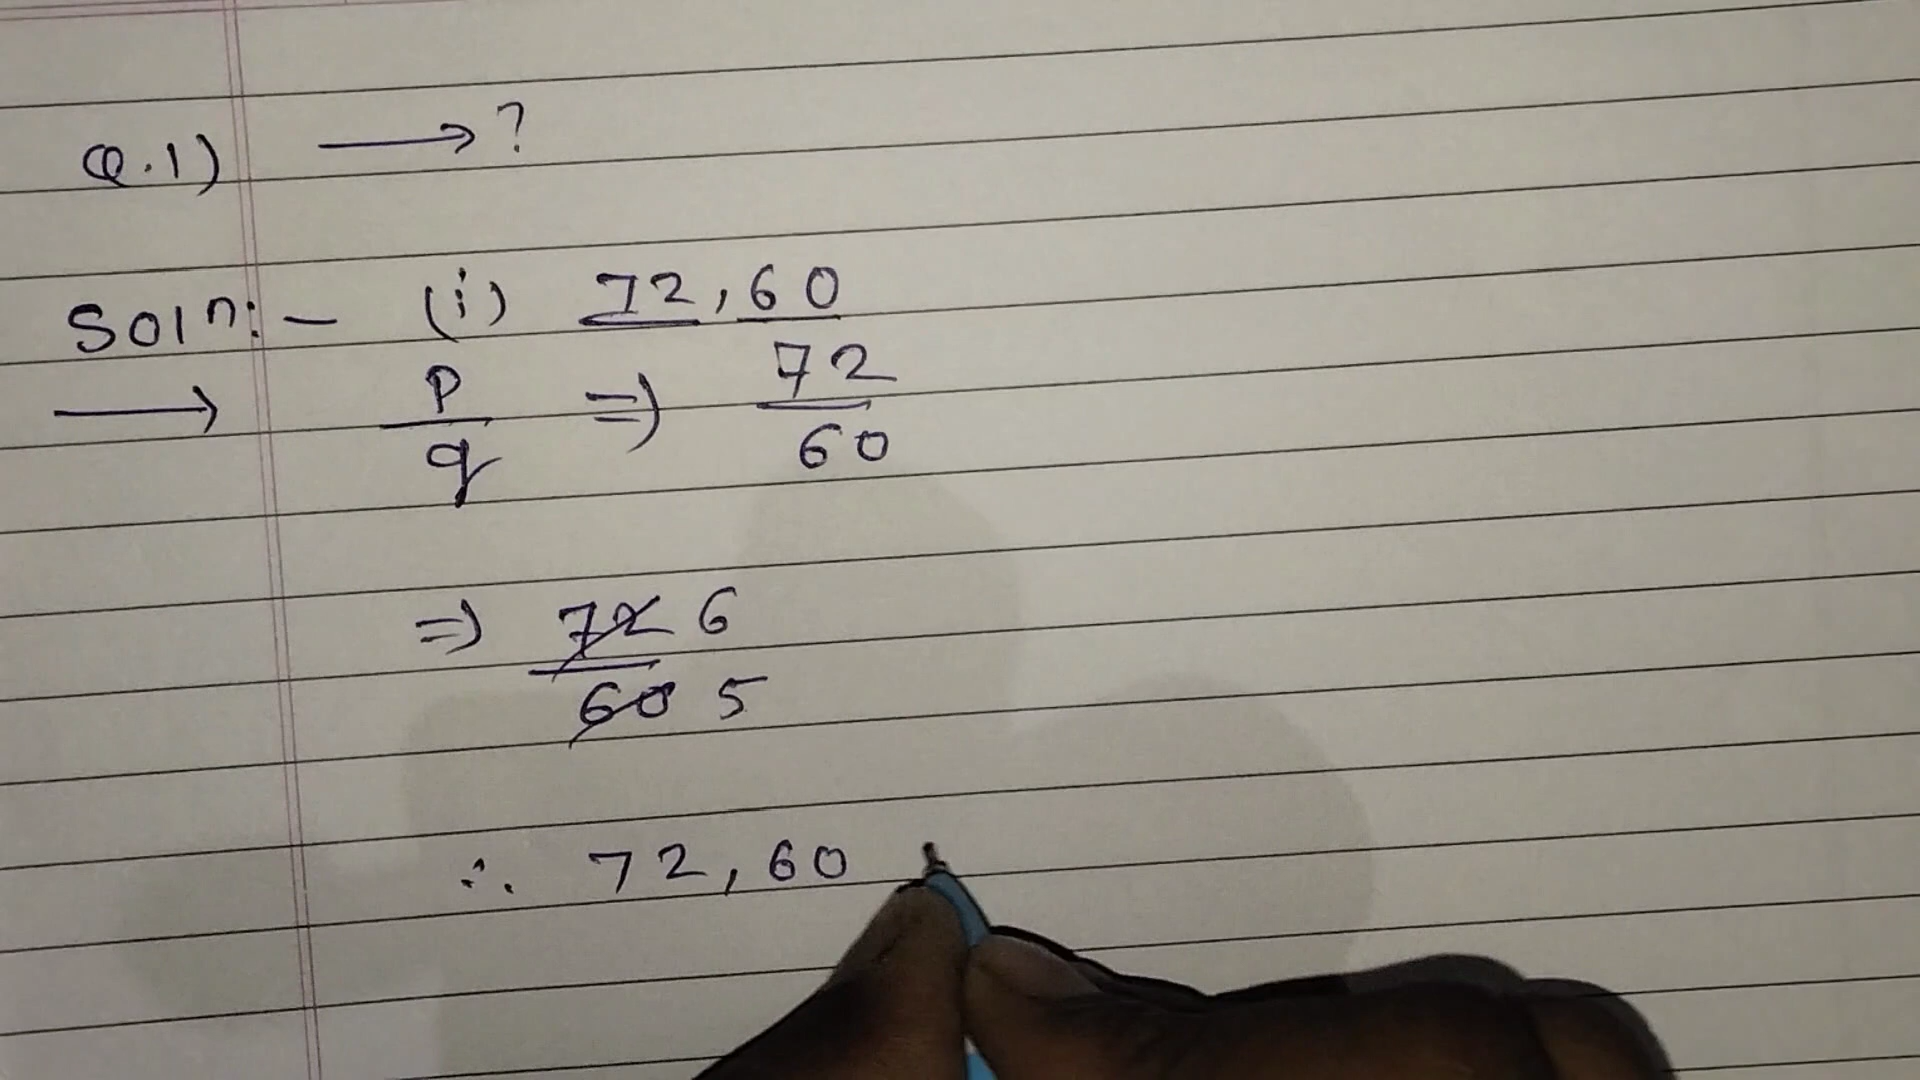 Q.1) ⟶ ?
Soln:- (i) 72, 60
⟶ p/q ⇒ 72/60
⇒ 72 6
60 5
∴ 72, 60